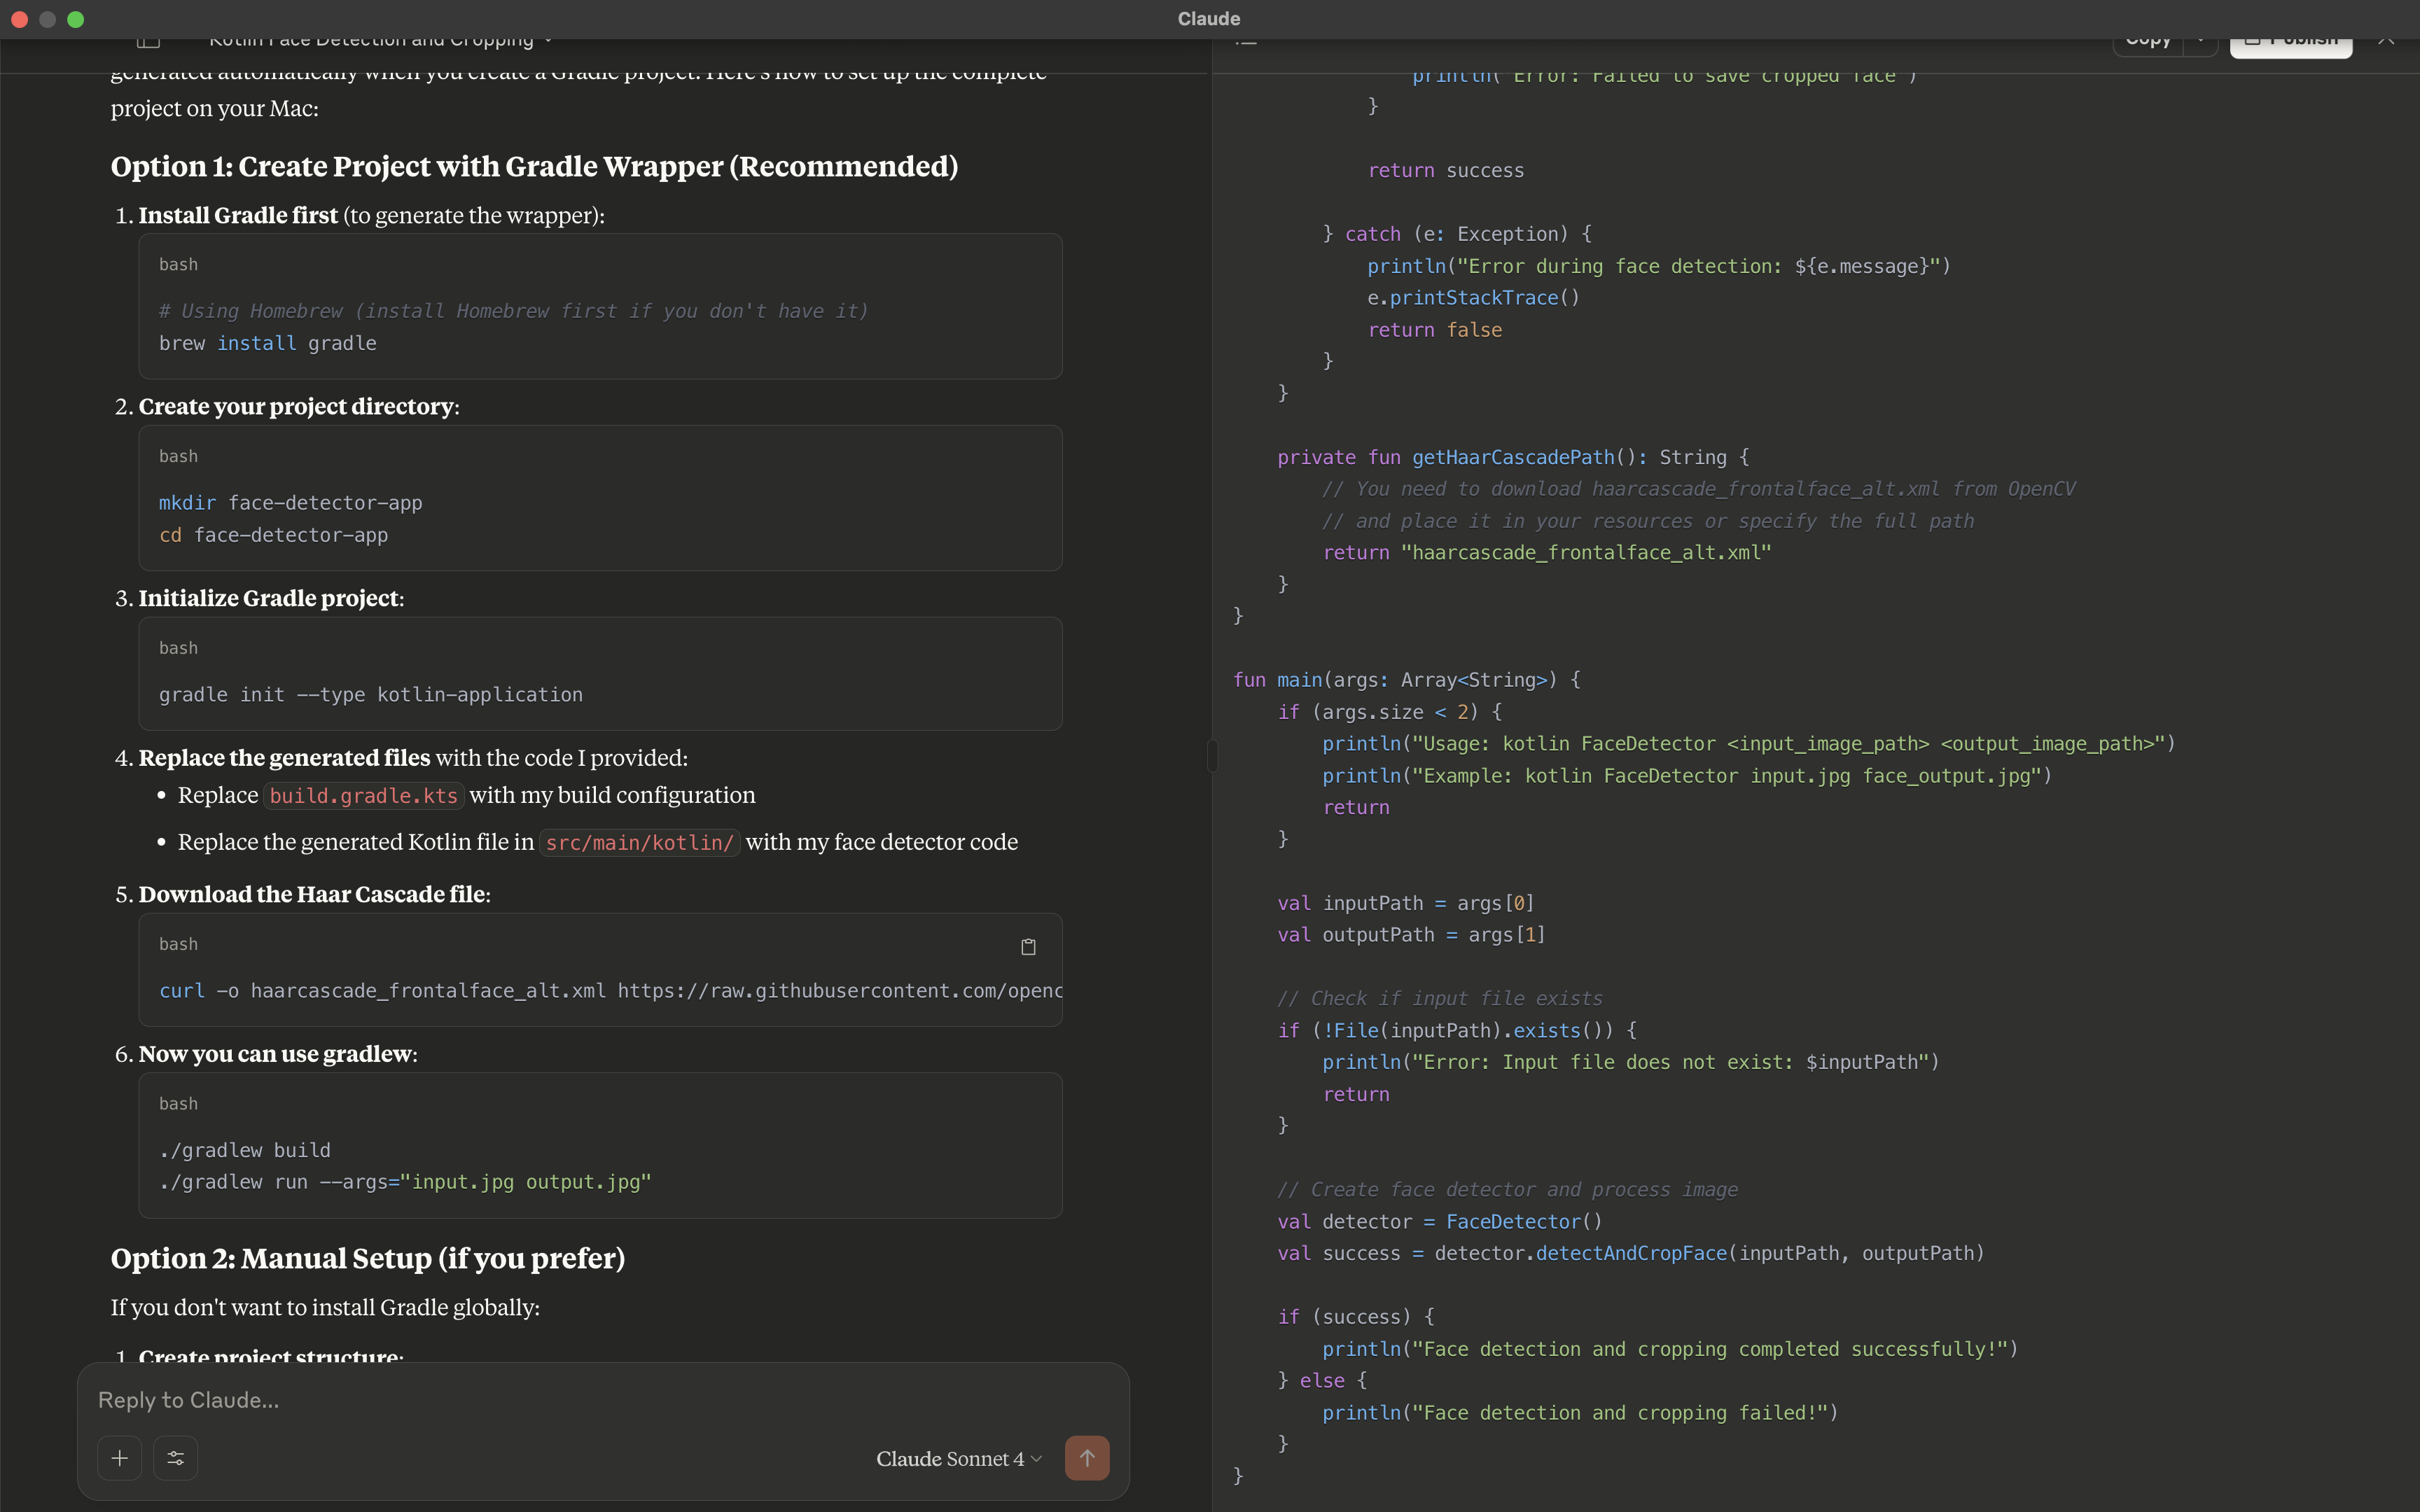 Claude
Kotlin Face Detection and Cropping
Copy
Publish
generated automatically when you create a Gradle project. Here's how to set up the complete
project on your Mac:
Option 1: Create Project with Gradle Wrapper (Recommended)
1. Install Gradle first (to generate the wrapper):
bash
# Using Homebrew (install Homebrew first if you don't have it)
brew install gradle
2. Create your project directory:
bash
mkdir face-detector-app
cd face-detector-app
3. Initialize Gradle project:
bash
gradle init --type kotlin-application
4. Replace the generated files with the code I provided:
• Replace build.gradle.kts with my build configuration
• Replace the generated Kotlin file in src/main/kotlin/ with my face detector code
5. Download the Haar Cascade file:
bash
curl -o haarcascade_frontalface_alt.xml https://raw.githubusercontent.com/openc
6. Now you can use gradlew:
bash
./gradlew build
./gradlew run --args="input.jpg output.jpg"
Option 2: Manual Setup (if you prefer)
If you don't want to install Gradle globally:
1. Create project structure:
Reply to Claude...
Claude Sonnet 4
println("Error: Failed to save cropped face")
}
return success
} catch (e: Exception) {
println("Error during face detection: ${e.message}")
e.printStackTrace()
return false
}
}
private fun getHaarCascadePath(): String {
// You need to download haarcascade_frontalface_alt.xml from OpenCV
// and place it in your resources or specify the full path
return "haarcascade_frontalface_alt.xml"
}
}
fun main(args: Array<String>) {
if (args.size < 2) {
println("Usage: kotlin FaceDetector <input_image_path> <output_image_path>")
println("Example: kotlin FaceDetector input.jpg face_output.jpg")
return
}
val inputPath = args[0]
val outputPath = args[1]
// Check if input file exists
if (!File(inputPath).exists()) {
println("Error: Input file does not exist: $inputPath")
return
}
// Create face detector and process image
val detector = FaceDetector()
val success = detector.detectAndCropFace(inputPath, outputPath)
if (success) {
println("Face detection and cropping completed successfully!")
} else {
println("Face detection and cropping failed!")
}
}